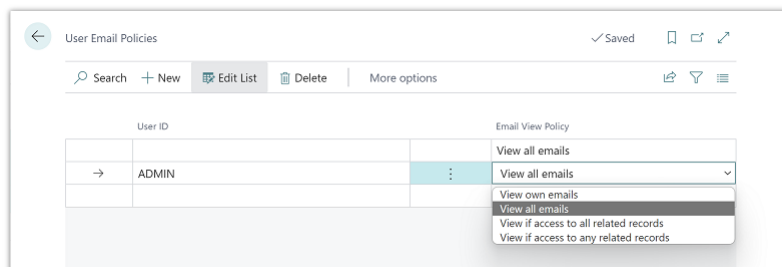 User Email Policies
Saved
Search
New
Edit List
Delete
More options
User ID
Email View Policy
View all emails
ADMIN
View all emails
View own emails
View all emails
View if access to all related records
View if access to any related records